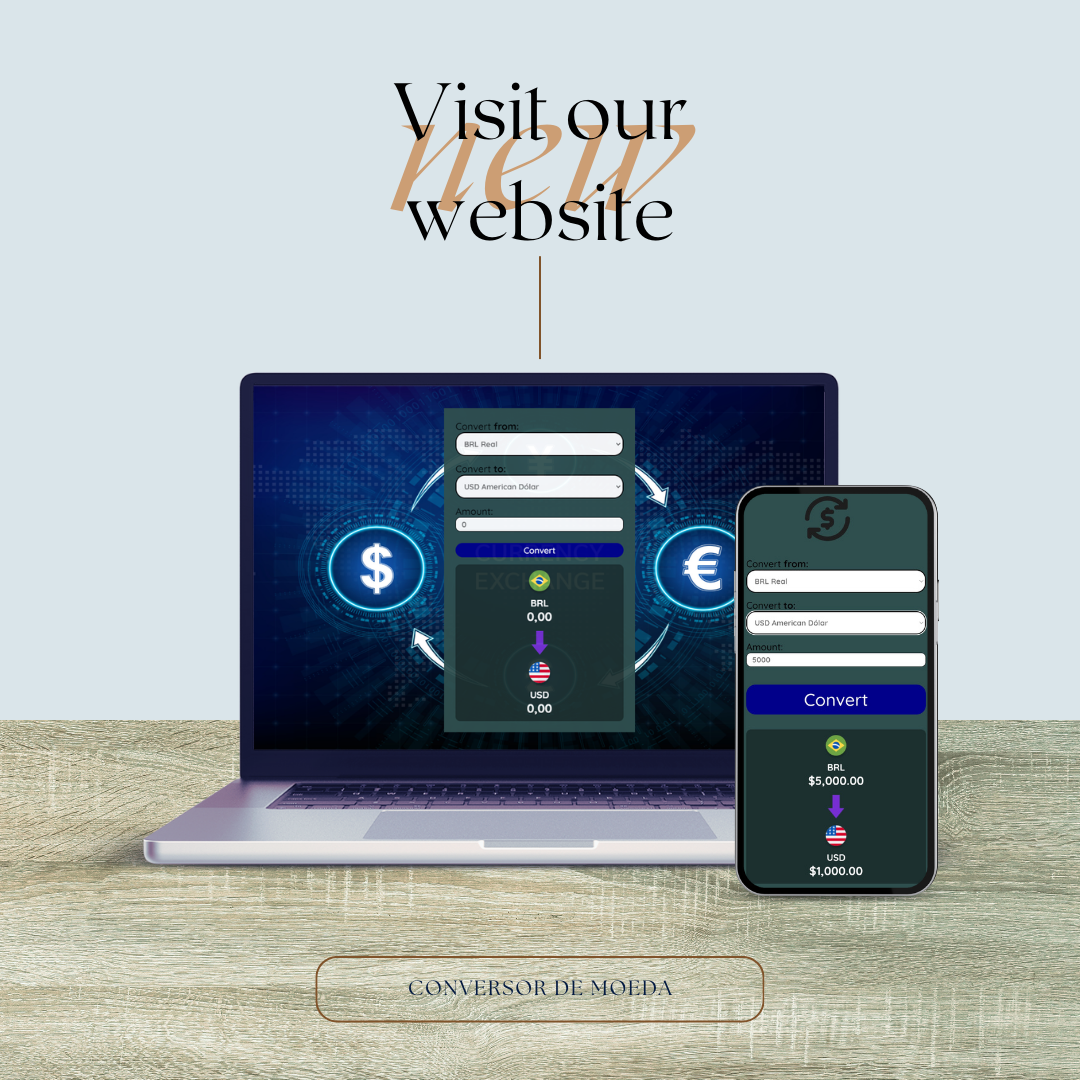 Visit our
new
website
Convert from:
BRL Real
Convert to:
USD American Dólar
Amount:
0
Convert
CURRENCY
EXCHANGE
BRL
0,00
USD
0,00
$
€
¥
$
Convert from:
BRL Real
Convert to:
USD American Dólar
Amount:
5000
Convert
BRL
$5,000.00
USD
$1,000.00
CONVERSOR DE MOEDA